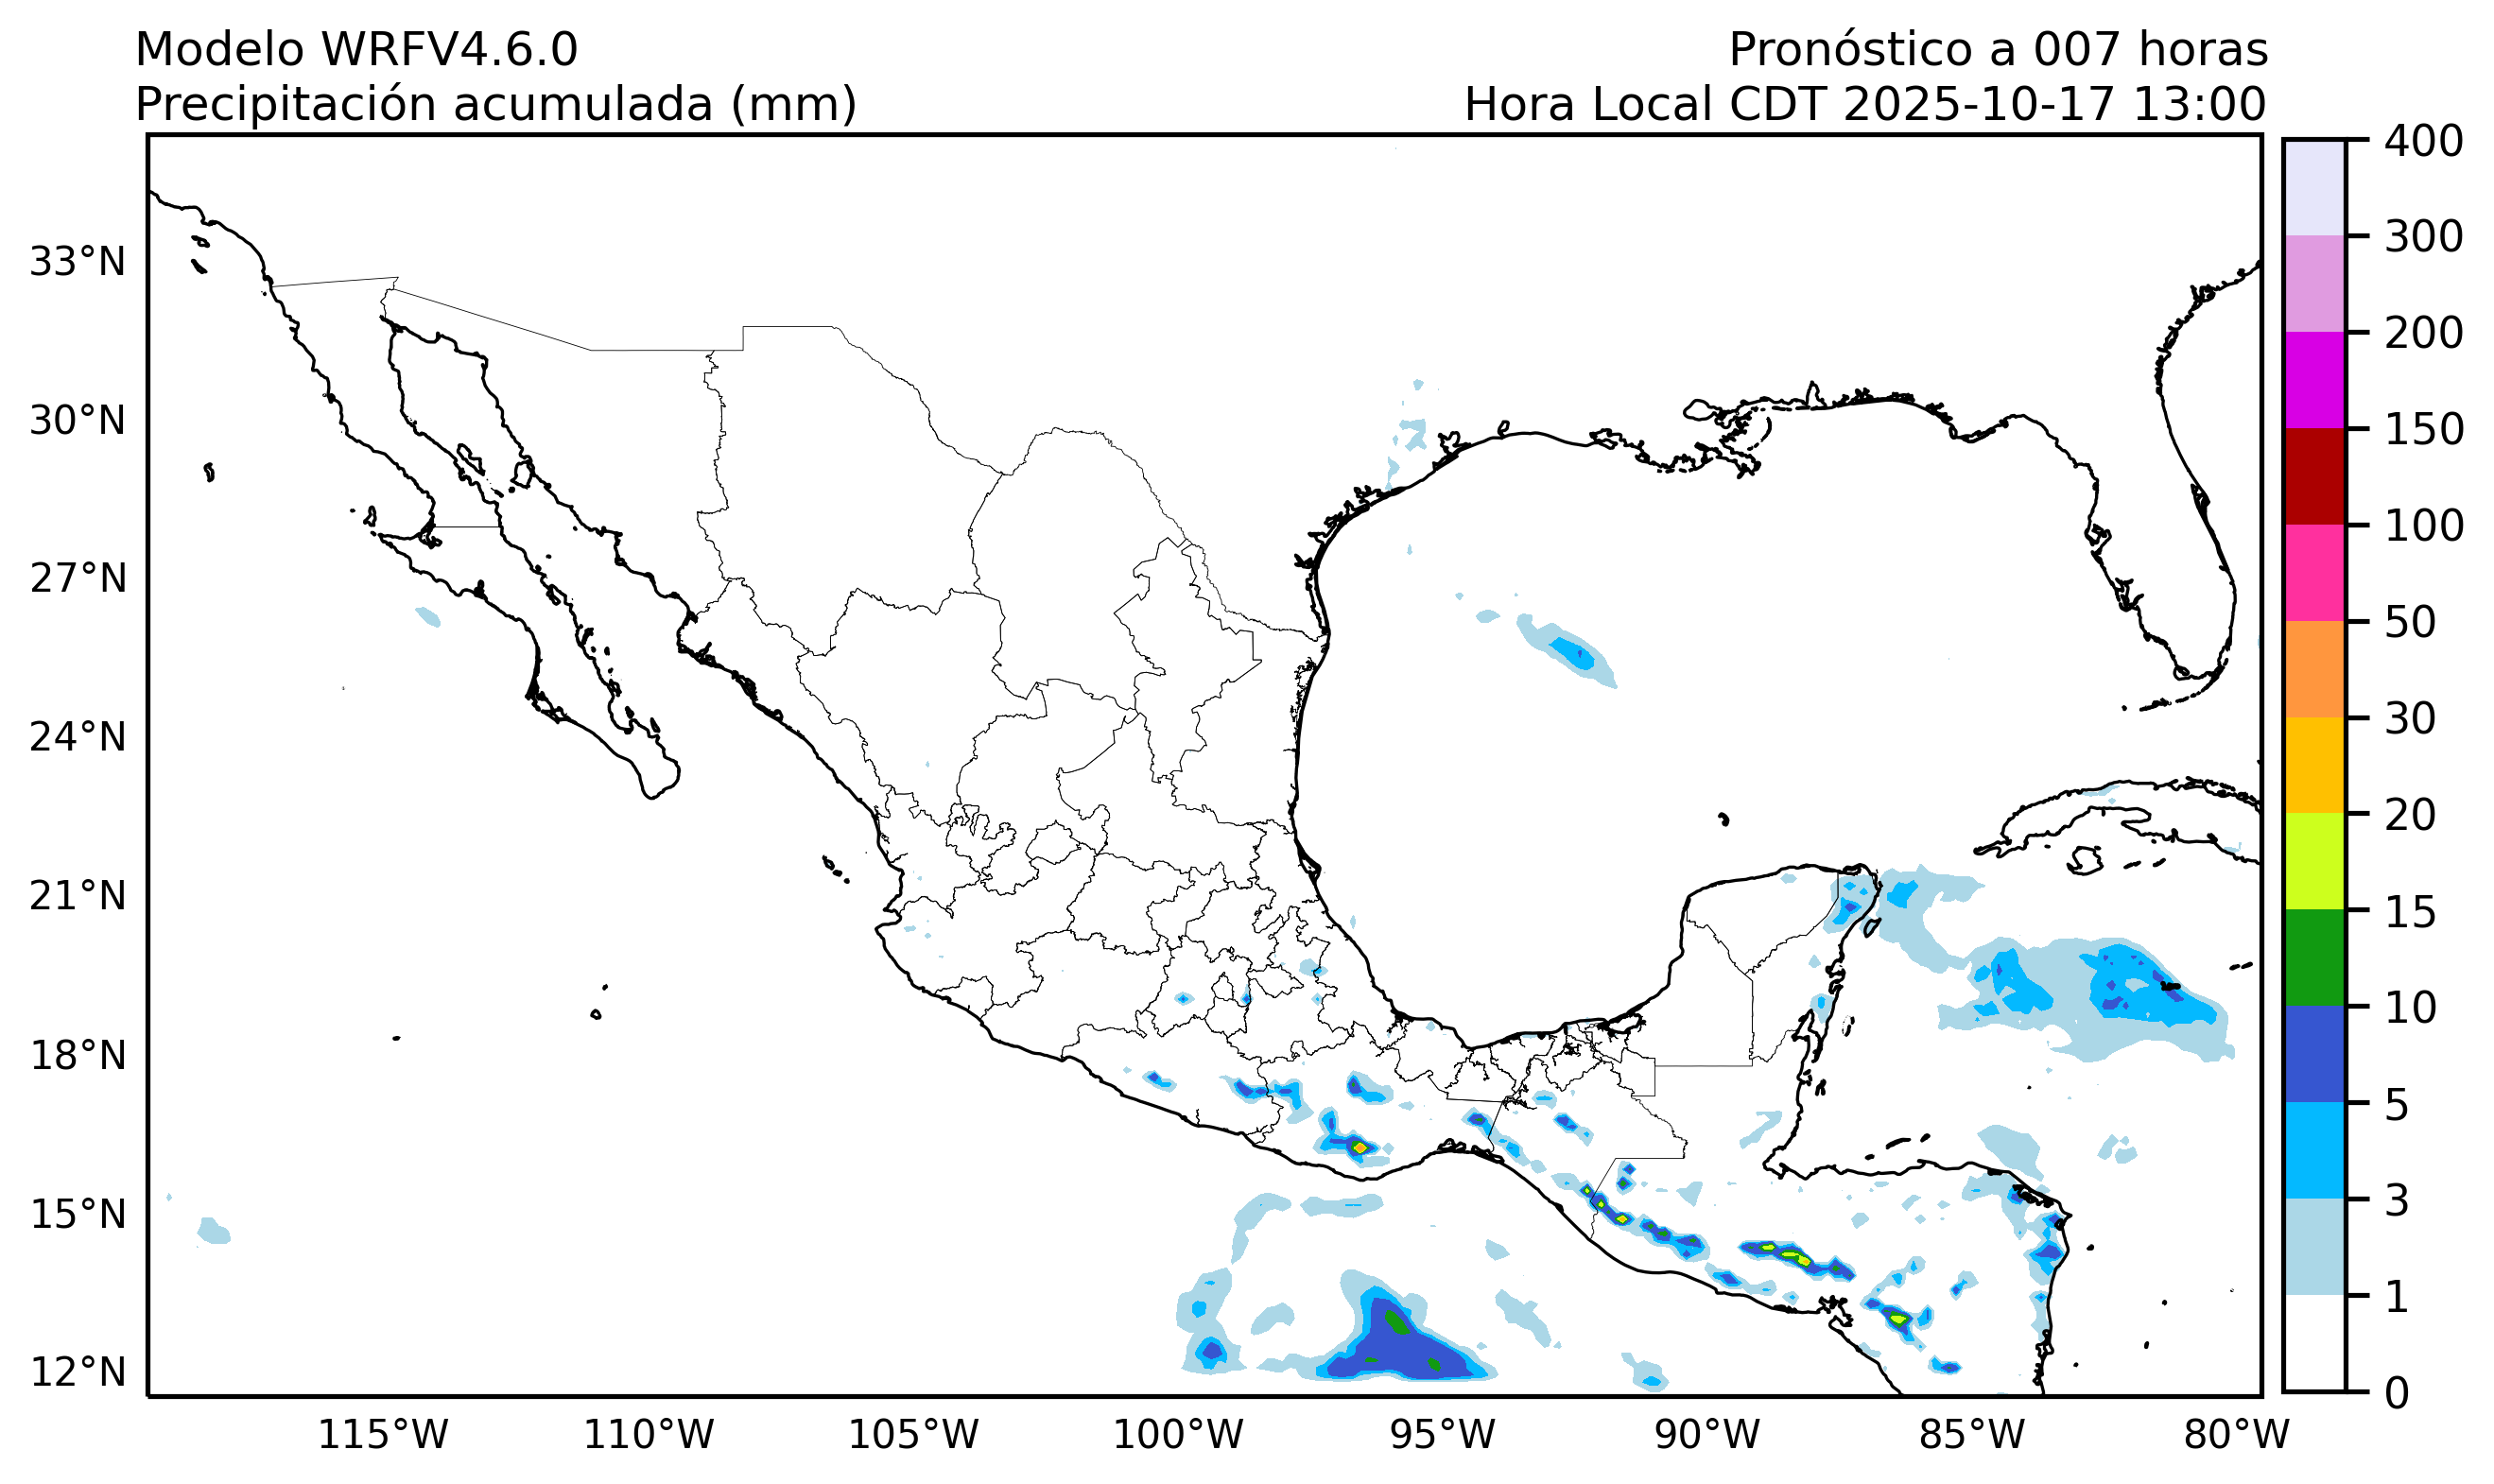 Modelo WRFV4.6.0
Pronóstico a 007 horas
Precipitación acumulada (mm)
Hora Local CDT 2025-10-17 13:00
33°N
30°N
27°N
24°N
21°N
18°N
15°N
12°N
115°W
110°W
105°W
100°W
95°W
90°W
85°W
80°W
400
300
200
150
100
50
30
20
15
10
5
3
1
0